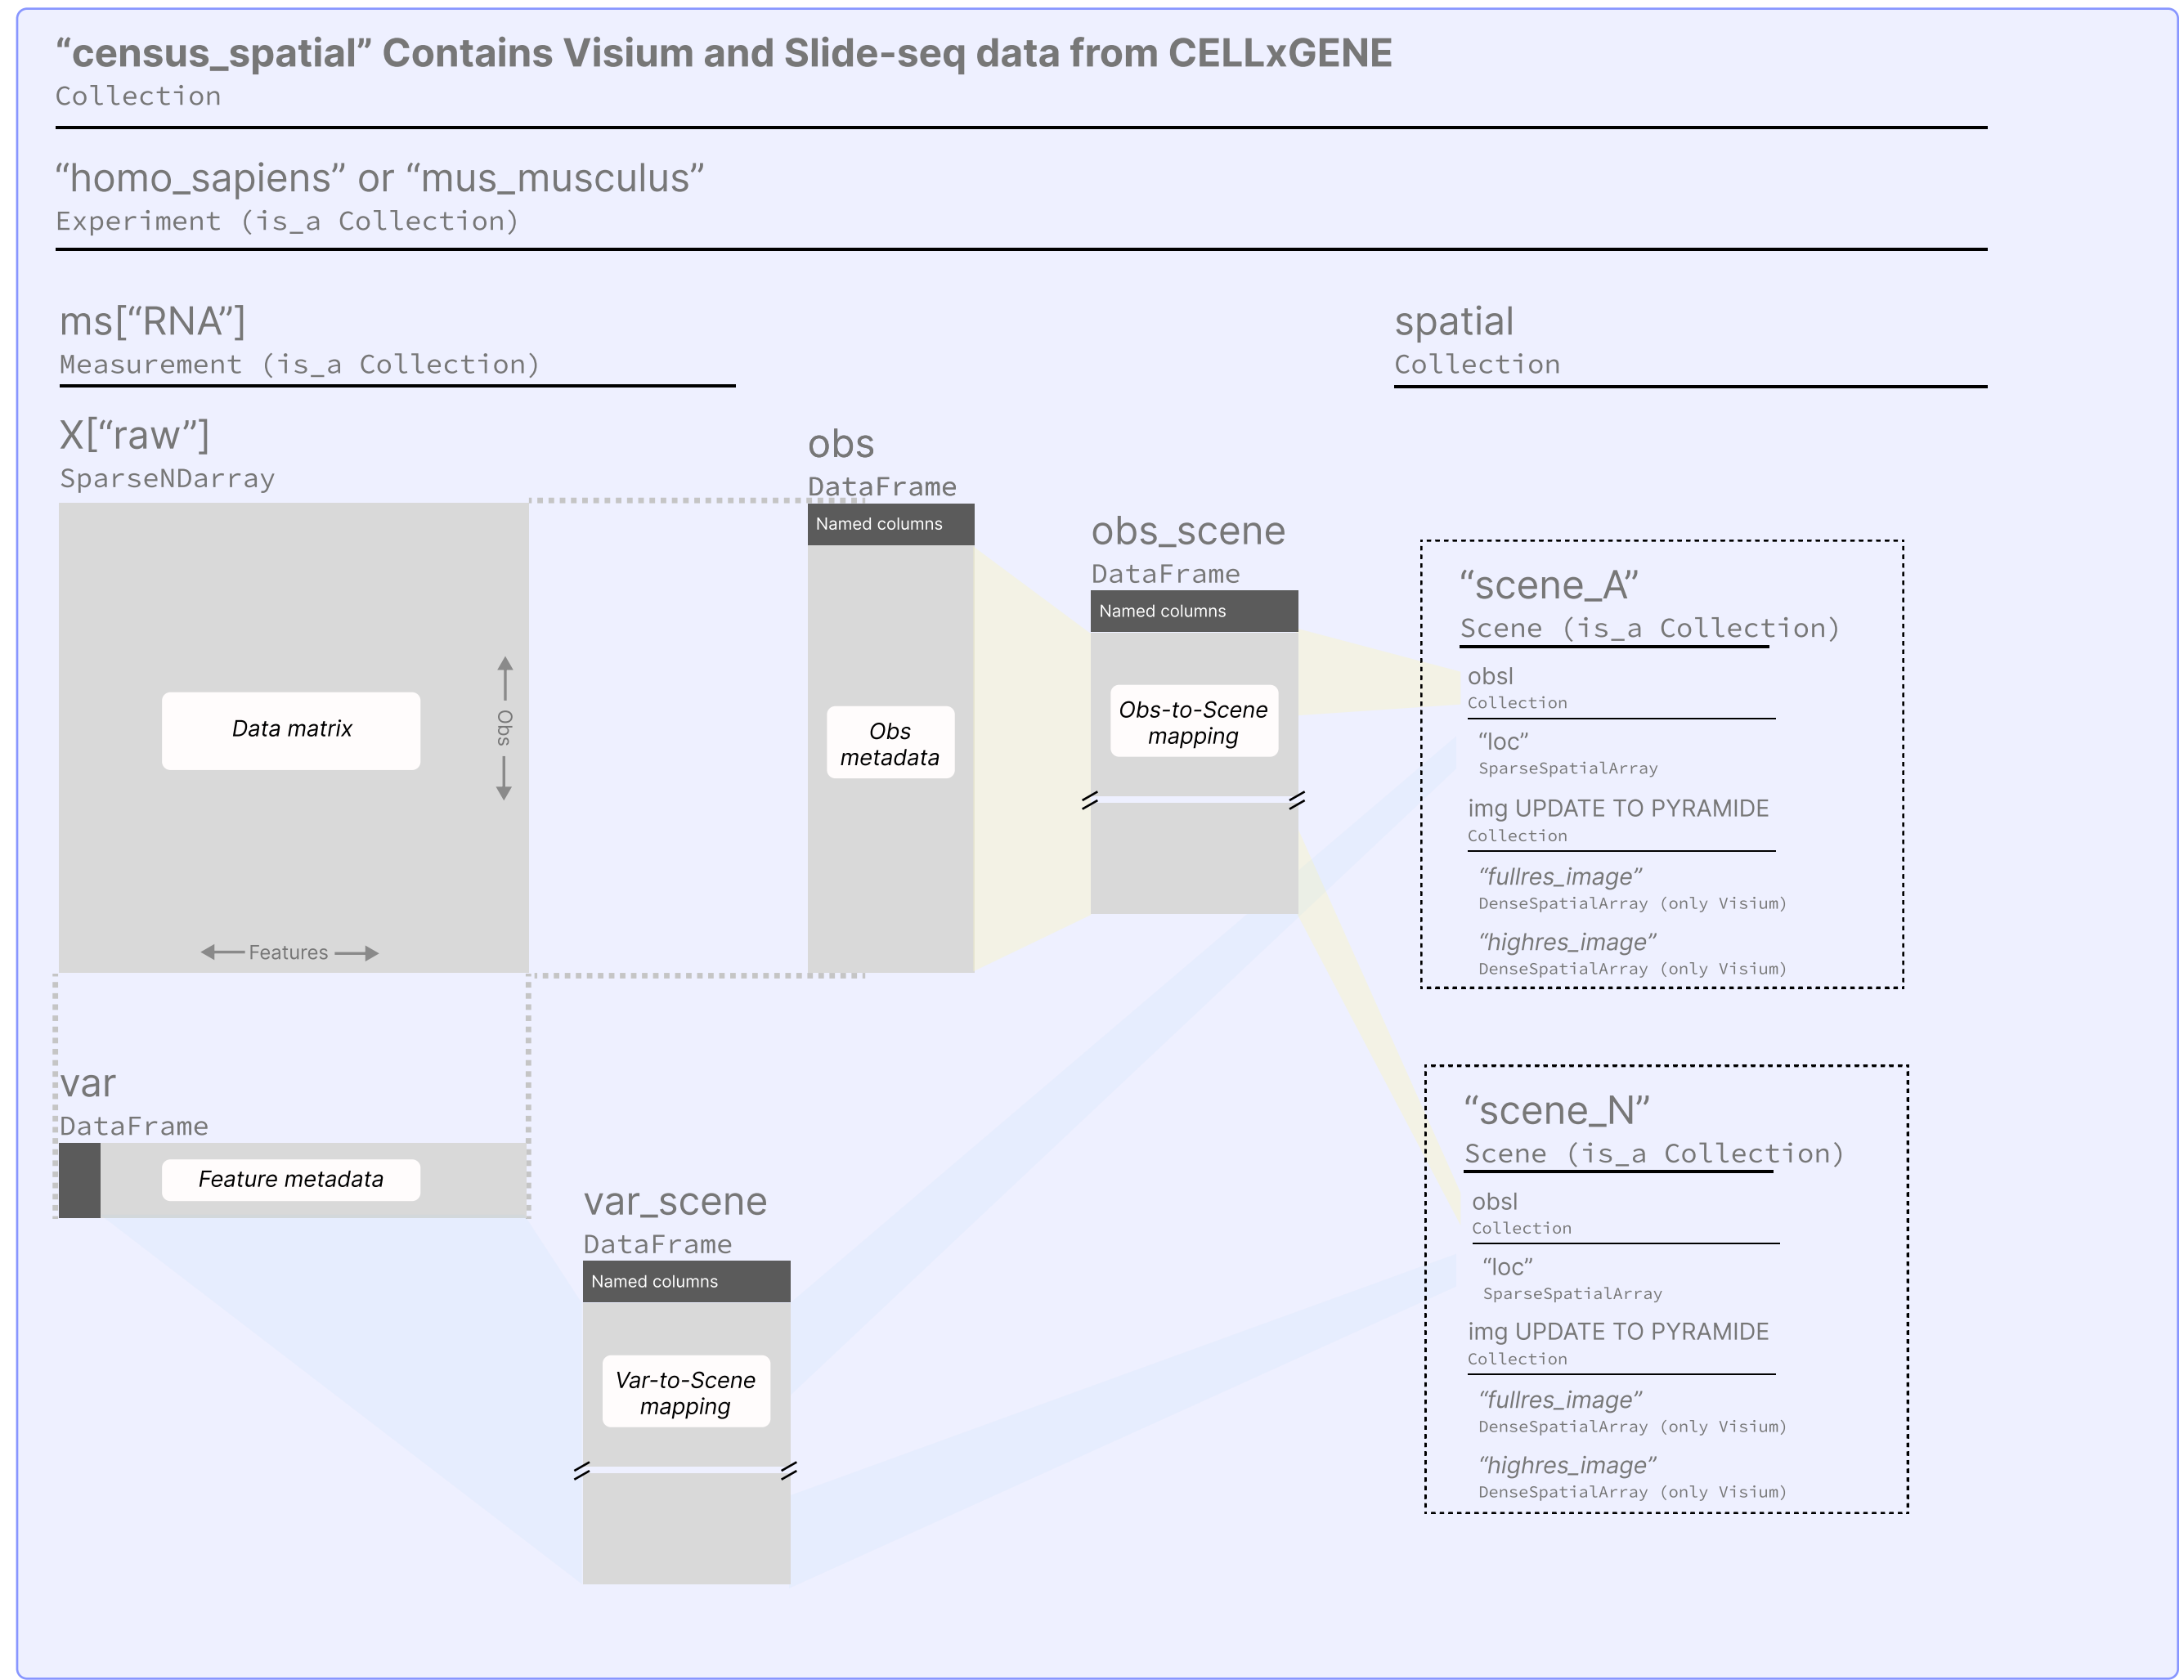 “census_spatial” Contains Visium and Slide-seq data from CELLxGENE
Collection
“homo_sapiens” or “mus_musculus”
Experiment (is_a Collection)
ms[“RNA”]
Measurement (is_a Collection)
spatial
Collection
X[“raw”]
SparseNDarray
Data matrix
Obs
Features
obs
DataFrame
Named columns
Obs
metadata
obs_scene
DataFrame
Named columns
Obs-to-Scene
mapping
“scene_A”
Scene (is_a Collection)
obsl
Collection
“loc”
SparseSpatialArray
img UPDATE TO PYRAMIDE
Collection
“fullres_image”
DenseSpatialArray (only Visium)
“highres_image”
DenseSpatialArray (only Visium)
var
DataFrame
Feature metadata
var_scene
DataFrame
Named columns
Var-to-Scene
mapping
“scene_N”
Scene (is_a Collection)
obsl
Collection
“loc”
SparseSpatialArray
img UPDATE TO PYRAMIDE
Collection
“fullres_image”
DenseSpatialArray (only Visium)
“highres_image”
DenseSpatialArray (only Visium)